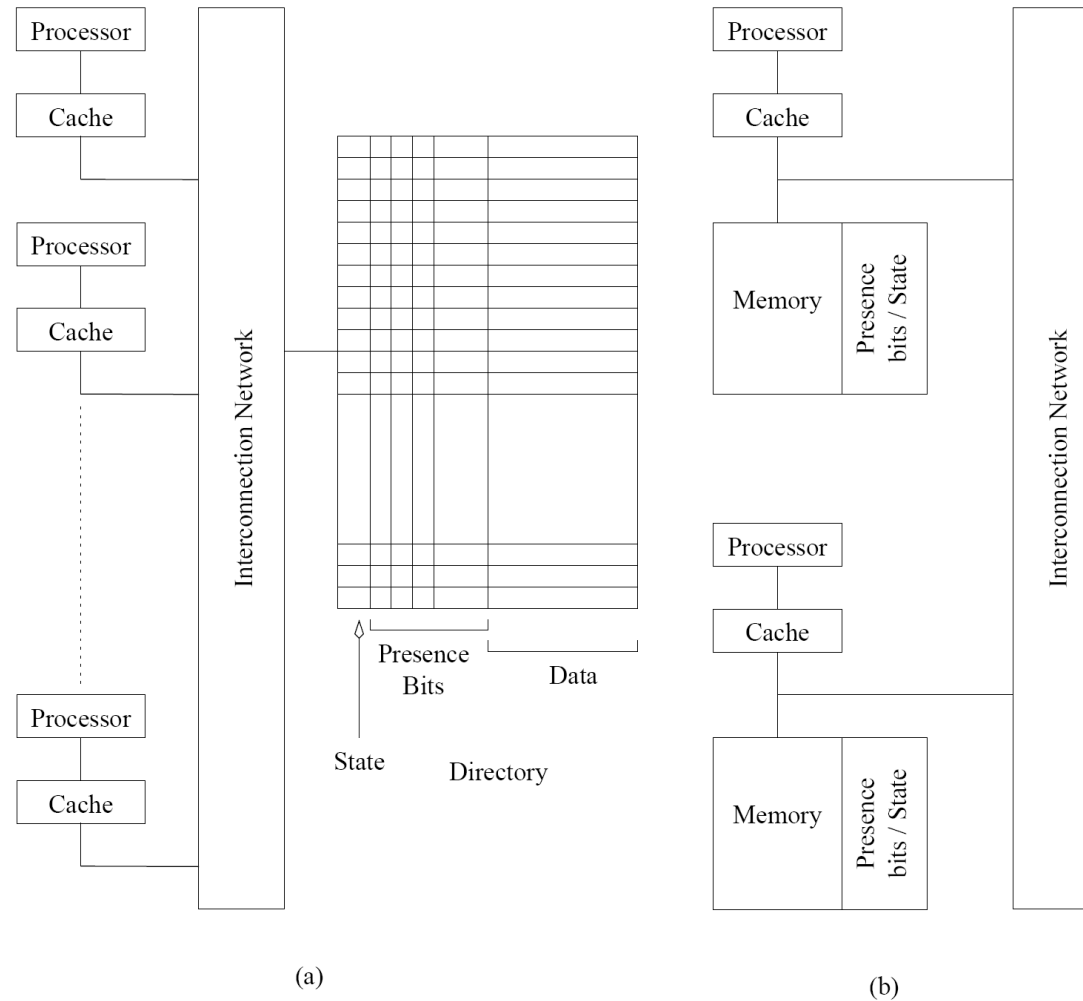 Processor
Cache
Processor
Cache
Processor
Cache
Interconnection Network
Presence
Bits
Data
State
Directory
(a)
Processor
Cache
Memory
Presence
bits / State
Processor
Cache
Memory
Presence
bits / State
Interconnection Network
(b)